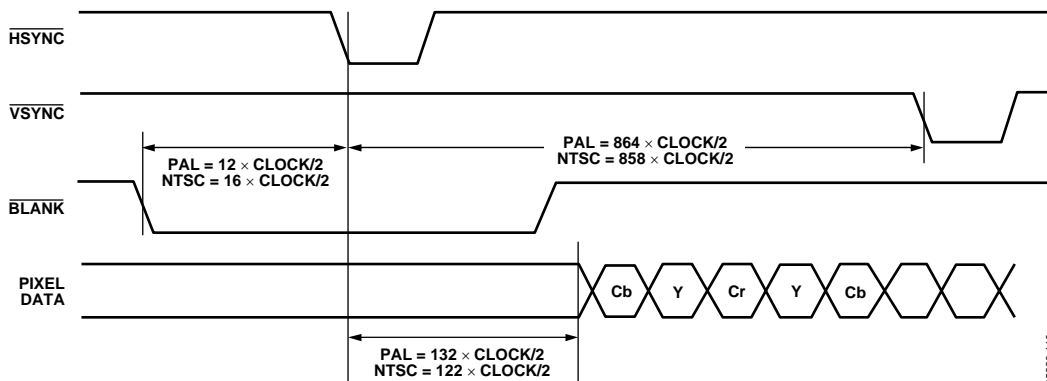 HSYNC
VSYNC
PAL = 864 × CLOCK/2
NTSC = 858 × CLOCK/2
PAL = 12 × CLOCK/2
NTSC = 16 × CLOCK/2
BLANK
PIXEL
DATA
Cb Y Cr Y Cb
PAL = 132 × CLOCK/2
NTSC = 122 × CLOCK/2